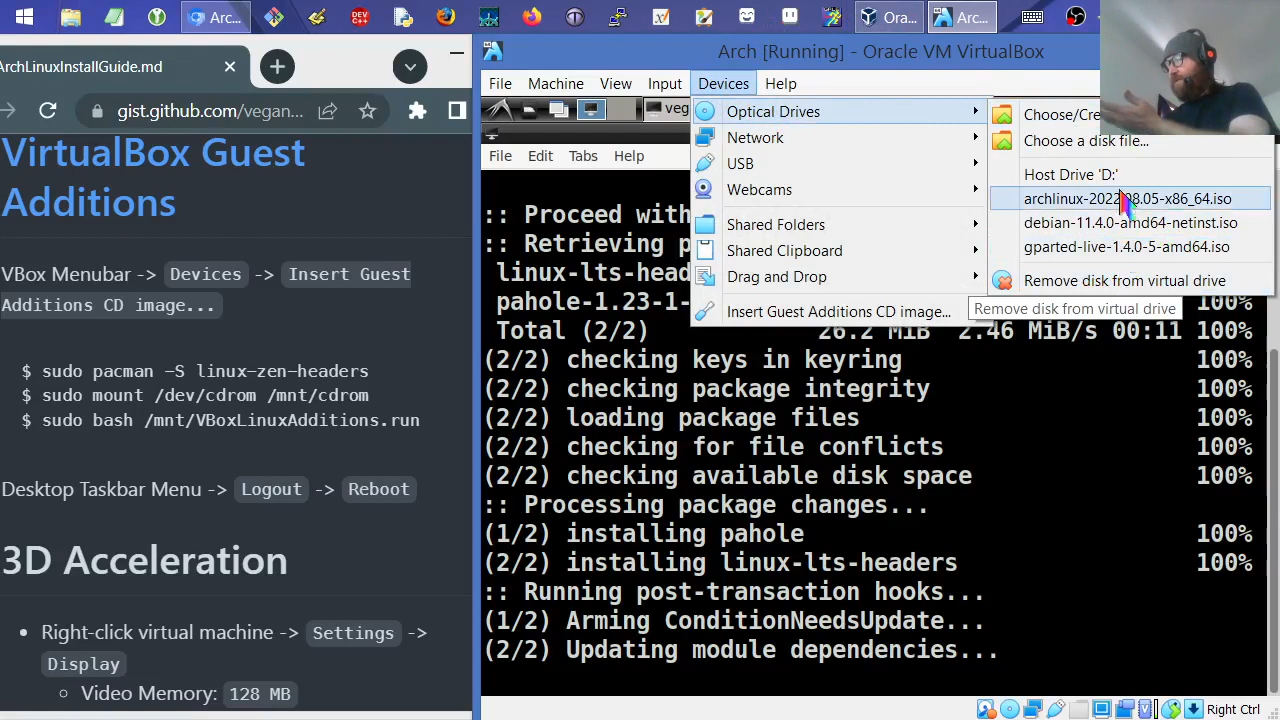 Arc...
Ora...
Arc...
ArchLinuxInstallGuide.md
gist.github.com/vegan...
VirtualBox Guest
Additions
VBox Menubar -> Devices -> Insert Guest
Additions CD image...
$ sudo pacman -S linux-zen-headers
$ sudo mount /dev/cdrom /mnt/cdrom
$ sudo bash /mnt/VBoxLinuxAdditions.run
Desktop Taskbar Menu -> Logout -> Reboot
3D Acceleration
Right-click virtual machine -> Settings ->
Display
Video Memory: 128 MB
Arch [Running] - Oracle VM VirtualBox
File Machine View Input Devices Help
veg
File Edit Tabs Help
Optical Drives
Network
USB
Webcams
Shared Folders
Shared Clipboard
Drag and Drop
Insert Guest Additions CD image...
Choose/Cre
Choose a disk file...
Host Drive 'D:'
archlinux-2022.08.05-x86_64.iso
debian-11.4.0-amd64-netinst.iso
gparted-live-1.4.0-5-amd64.iso
Remove disk from virtual drive
Remove disk from virtual drive
:: Proceed with
:: Retrieving p
linux-lts-head
pahole-1.23-1-
Total (2/2) 26.2 MiB 2.46 MiB/s 00:11 100%
(2/2) checking keys in keyring 100%
(2/2) checking package integrity 100%
(2/2) loading package files 100%
(2/2) checking for file conflicts 100%
(2/2) checking available disk space 100%
:: Processing package changes...
(1/2) installing pahole 100%
(2/2) installing linux-lts-headers 100%
:: Running post-transaction hooks...
(1/2) Arming ConditionNeedsUpdate...
(2/2) Updating module dependencies...
Right Ctrl